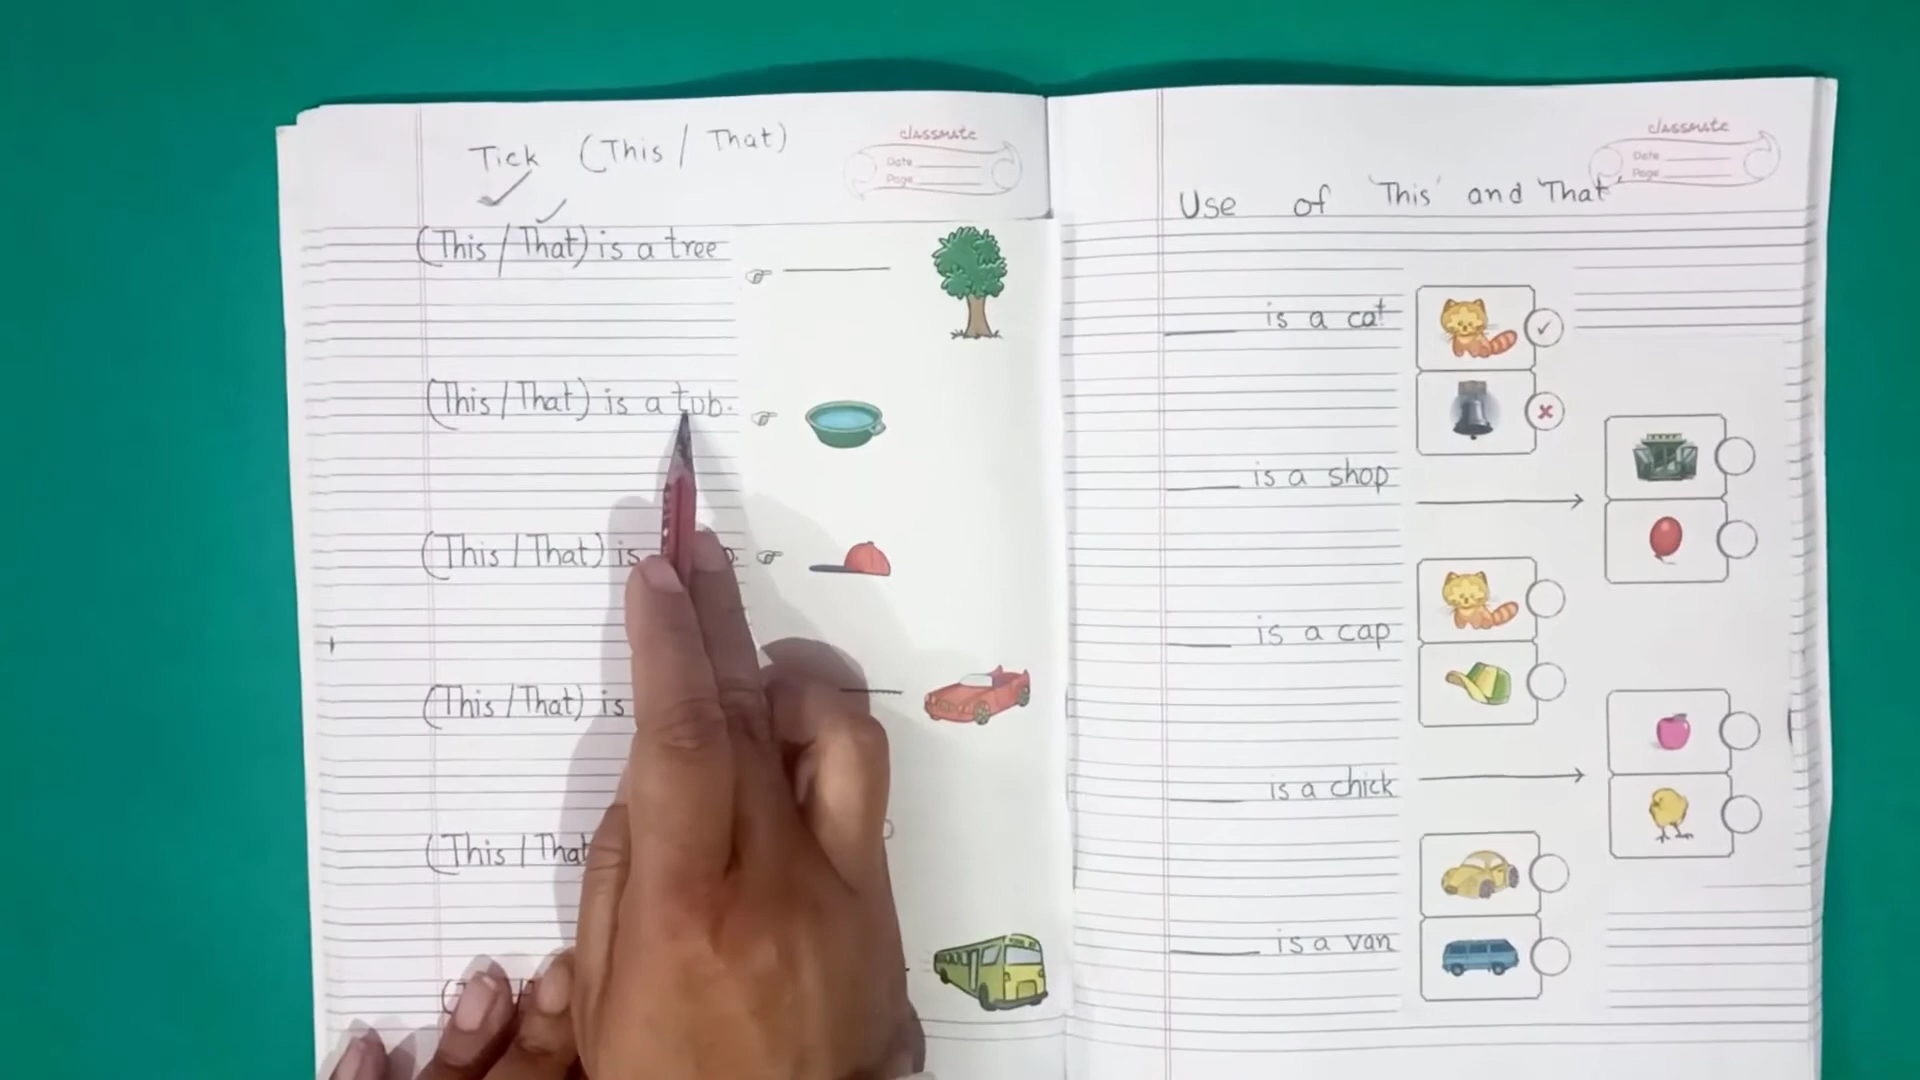 Tick (This / That)
classmate
Date
Page
(This / That) is a tree
(This / That) is a tub.
(This / That) is
(This / That) is
(This / That
classmate
Date
Page
Use of 'This' and 'That'
is a cat
is a shop
is a cap
is a chick
is a van